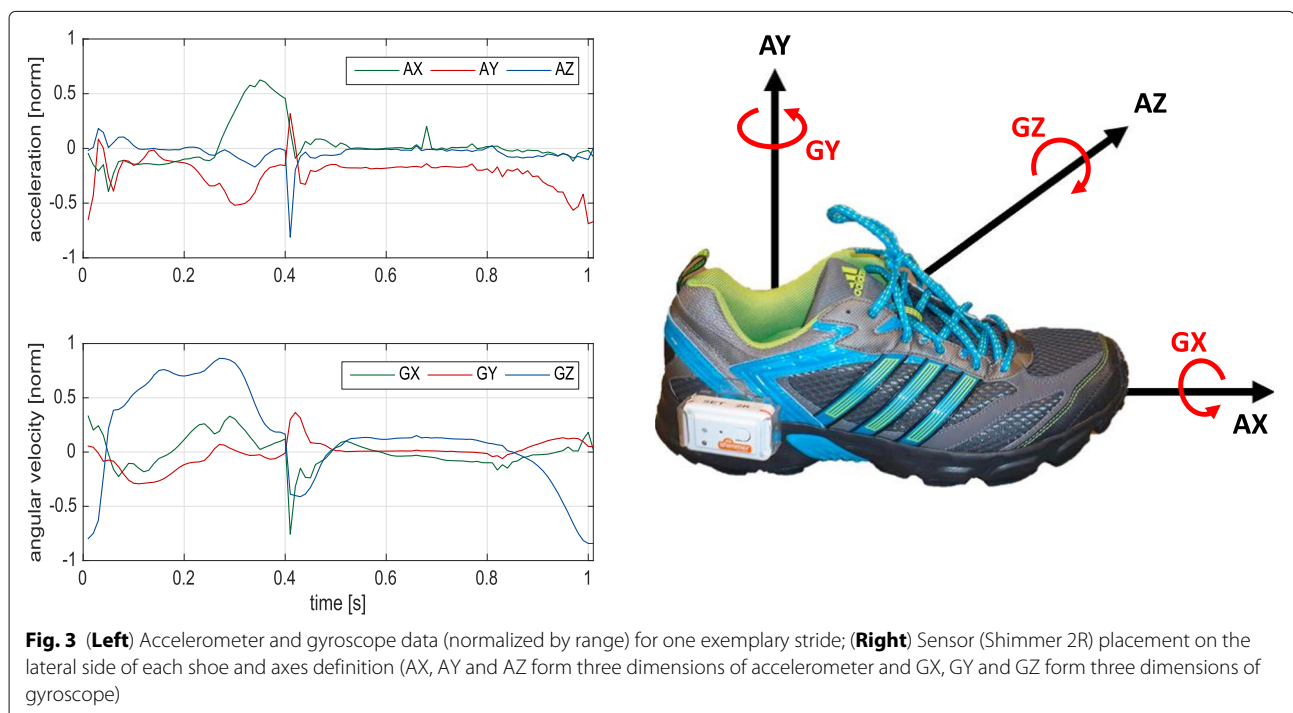 1
0.5
0
-0.5
-1
acceleration [norm]
AX AY AZ
0 0.2 0.4 0.6 0.8 1
1
0.5
0
-0.5
-1
angular velocity [norm]
GX GY GZ
0 0.2 0.4 0.6 0.8 1
time [s]
AY
GY
AZ
GZ
GX
AX
adidas
SET 2R
Fig. 3 (Left) Accelerometer and gyroscope data (normalized by range) for one exemplary stride; (Right) Sensor (Shimmer 2R) placement on the
lateral side of each shoe and axes definition (AX, AY and AZ form three dimensions of accelerometer and GX, GY and GZ form three dimensions of
gyroscope)